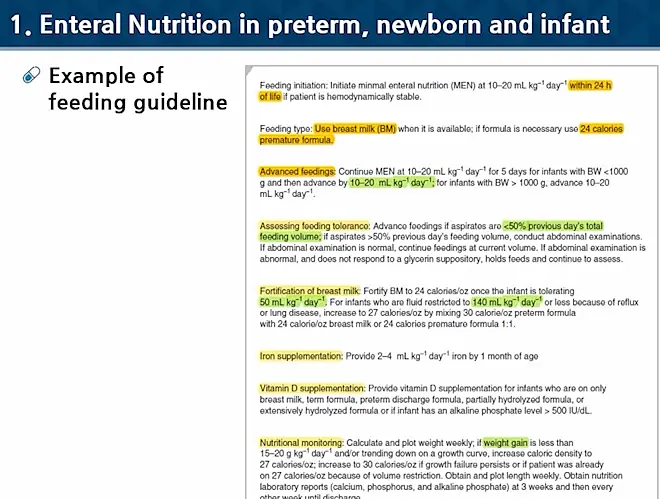 1. Enteral Nutrition in preterm, newborn and infant
Example of
feeding guideline
Feeding initiation: Initiate minmal enteral nutrition (MEN) at 10–20 mL kg⁻¹ day⁻¹ within 24 h
of life if patient is hemodynamically stable.
Feeding type: Use breast milk (BM) when it is available; if formula is necessary use 24 calories
premature formula.
Advanced feedings: Continue MEN at 10–20 mL kg⁻¹ day⁻¹ for 5 days for infants with BW <1000
g and then advance by 10–20 mL kg⁻¹ day⁻¹; for infants with BW > 1000 g, advance 10–20
mL kg⁻¹ day⁻¹.
Assessing feeding tolerance: Advance feedings if aspirates are <50% previous day's total
feeding volume; if aspirates >50% previous day's feeding volume, conduct abdominal examinations.
If abdominal examination is normal, continue feedings at current volume. If abdominal examination is
abnormal, and does not respond to a glycerin suppository, holds feeds and continue to assess.
Fortification of breast milk: Fortify BM to 24 calories/oz once the infant is tolerating
50 mL kg⁻¹ day⁻¹. For infants who are fluid restricted to 140 mL kg⁻¹ day⁻¹ or less because of reflux
or lung disease, increase to 27 calories/oz by mixing 30 calorie/oz preterm formula
with 24 calorie/oz breast milk or 24 calories premature formula 1:1.
Iron supplementation: Provide 2–4 mL kg⁻¹ day⁻¹ iron by 1 month of age
Vitamin D supplementation: Provide vitamin D supplementation for infants who are on only
breast milk, term formula, preterm discharge formula, partially hydrolyzed formula, or
extensively hydrolyzed formula or if infant has an alkaline phosphate level > 500 IU/dL.
Nutritional monitoring: Calculate and plot weight weekly; if weight gain is less than
15–20 g kg⁻¹ day⁻¹ and/or trending down on a growth curve, increase caloric density to
27 calories/oz; increase to 30 calories/oz if growth failure persists or if patient was already
on 27 calories/oz because of volume restriction. Obtain and plot length weekly. Obtain nutrition
laboratory reports (calcium, phosphorus, and alkaline phosphate) at 3 weeks and then every
other week until discharge.